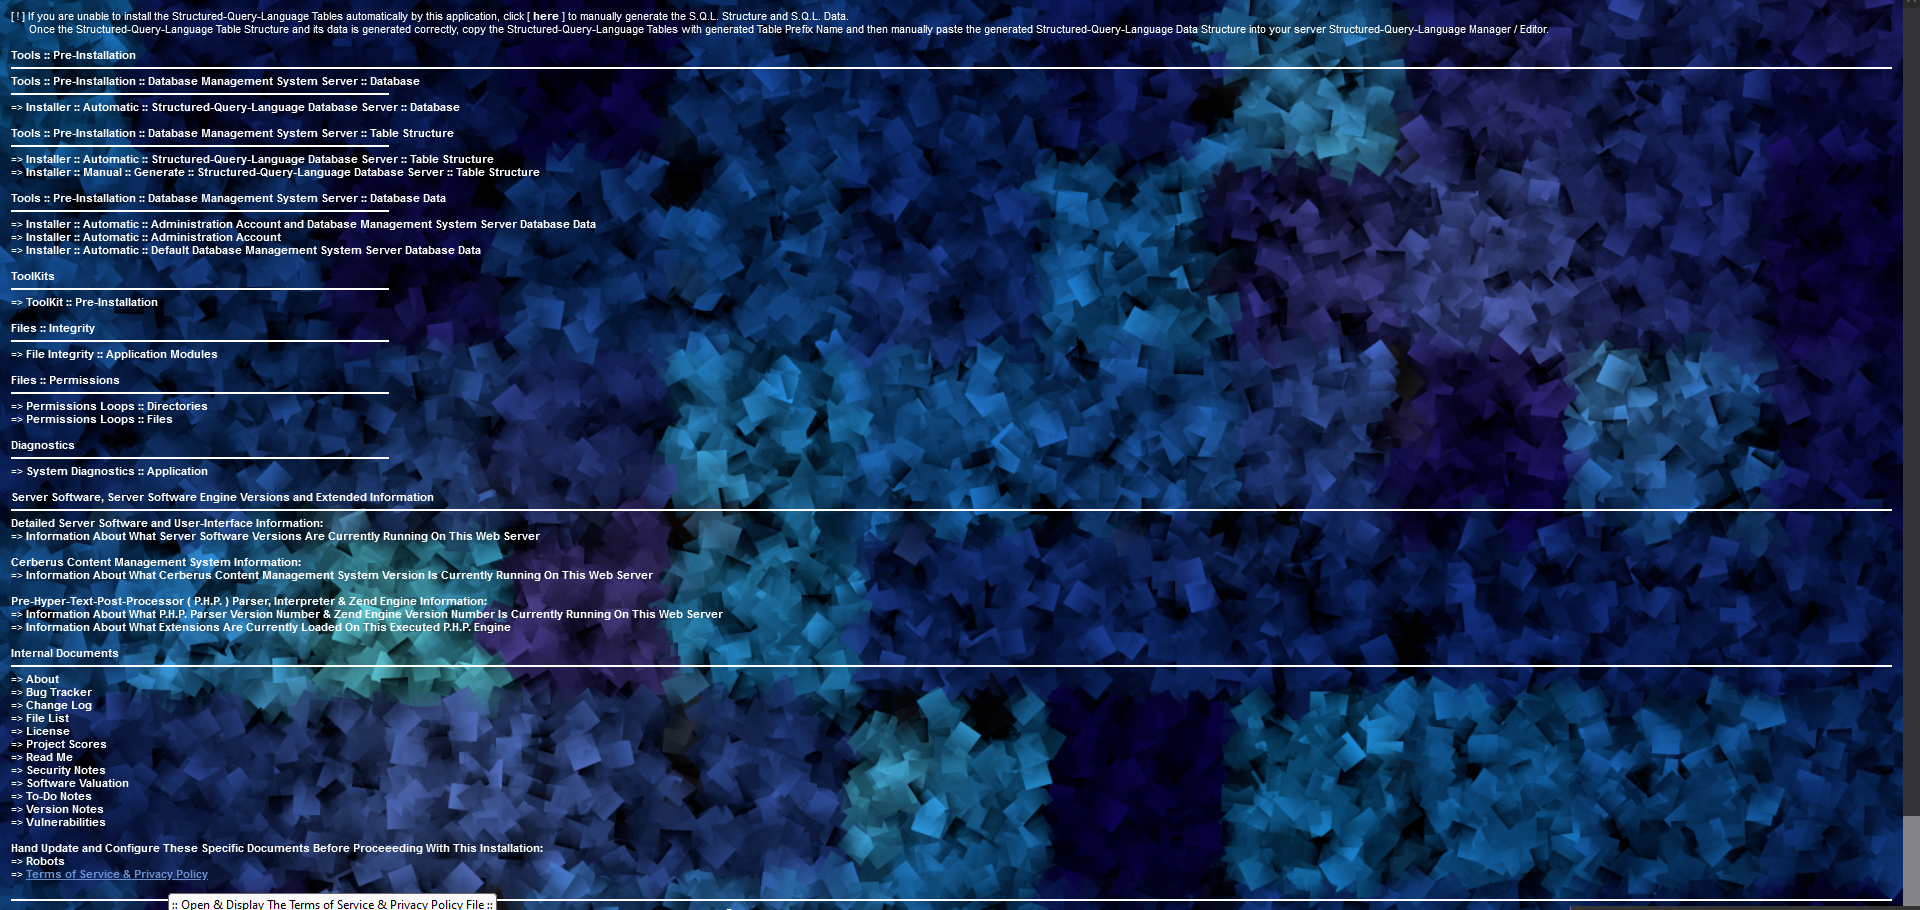 [ ! ] If you are unable to install the Structured-Query-Language Tables automatically by this application, click [ here ] to manually generate the S.Q.L. Structure and S.Q.L. Data.
Once the Structured-Query-Language Table Structure and its data is generated correctly, copy the Structured-Query-Language Tables with generated Table Prefix Name and then manually paste the generated Structured-Query-Language Data Structure into your server Structured-Query-Language Manager / Editor.
Tools :: Pre-Installation
Tools :: Pre-Installation :: Database Management System Server :: Database
=> Installer :: Automatic :: Structured-Query-Language Database Server :: Database
Tools :: Pre-Installation :: Database Management System Server :: Table Structure
=> Installer :: Automatic :: Structured-Query-Language Database Server :: Table Structure
=> Installer :: Manual :: Generate :: Structured-Query-Language Database Server :: Table Structure
Tools :: Pre-Installation :: Database Management System Server :: Database Data
=> Installer :: Automatic :: Administration Account and Database Management System Server Database Data
=> Installer :: Automatic :: Administration Account
=> Installer :: Automatic :: Default Database Management System Server Database Data
ToolKits
=> ToolKit :: Pre-Installation
Files :: Integrity
=> File Integrity :: Application Modules
Files :: Permissions
=> Permissions Loops :: Directories
=> Permissions Loops :: Files
Diagnostics
=> System Diagnostics :: Application
Server Software, Server Software Engine Versions and Extended Information
Detailed Server Software and User-Interface Information:
=> Information About What Server Software Versions Are Currently Running On This Web Server
Cerberus Content Management System Information:
=> Information About What Cerberus Content Management System Version Is Currently Running On This Web Server
Pre-Hyper-Text-Post-Processor ( P.H.P. ) Parser, Interpreter & Zend Engine Information:
=> Information About What P.H.P. Parser Version Number & Zend Engine Version Number Is Currently Running On This Web Server
=> Information About What Extensions Are Currently Loaded On This Executed P.H.P. Engine
Internal Documents
=> About
=> Bug Tracker
=> Change Log
=> File List
=> License
=> Project Scores
=> Read Me
=> Security Notes
=> Software Valuation
=> To-Do Notes
=> Version Notes
=> Vulnerabilities
Hand Update and Configure These Specific Documents Before Proceeeding With This Installation:
=> Robots
=> Terms of Service & Privacy Policy
:: Open & Display The Terms of Service & Privacy Policy File ::